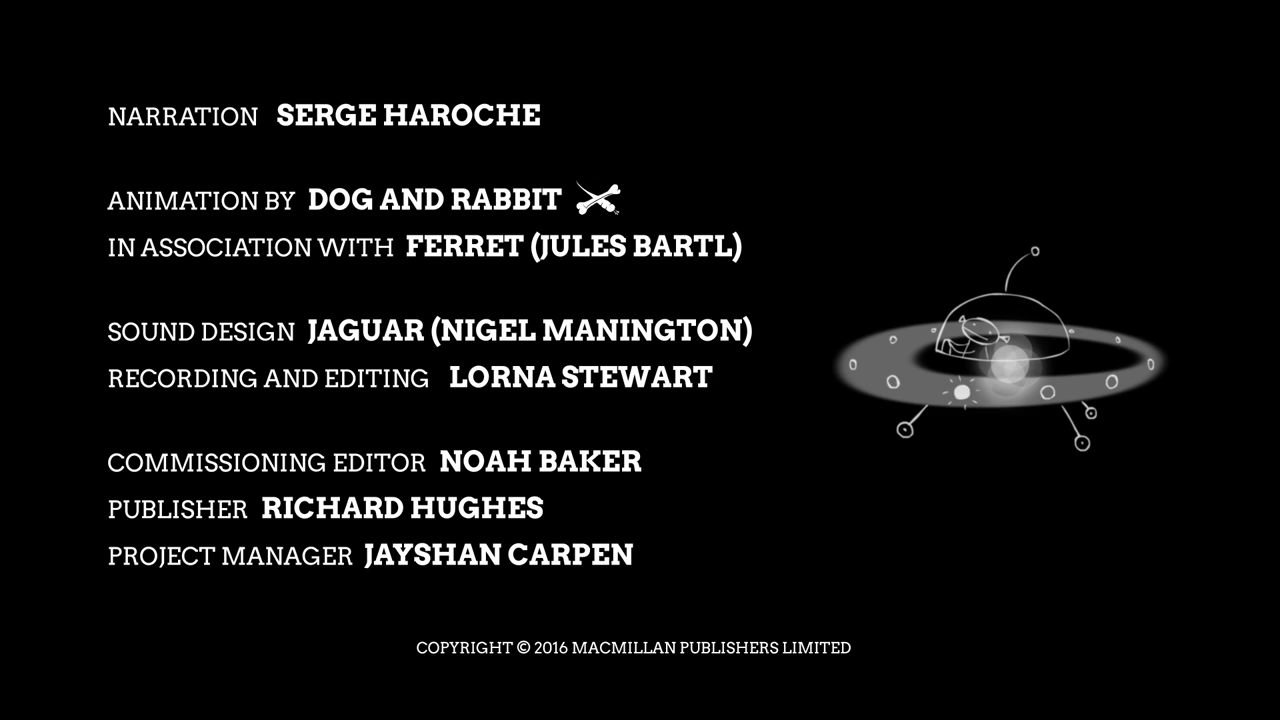 NARRATION SERGE HAROCHE
ANIMATION BY DOG AND RABBIT
IN ASSOCIATION WITH FERRET (JULES BARTL)
SOUND DESIGN JAGUAR (NIGEL MANINGTON)
RECORDING AND EDITING LORNA STEWART
COMMISSIONING EDITOR NOAH BAKER
PUBLISHER RICHARD HUGHES
PROJECT MANAGER JAYSHAN CARPEN
COPYRIGHT © 2016 MACMILLAN PUBLISHERS LIMITED